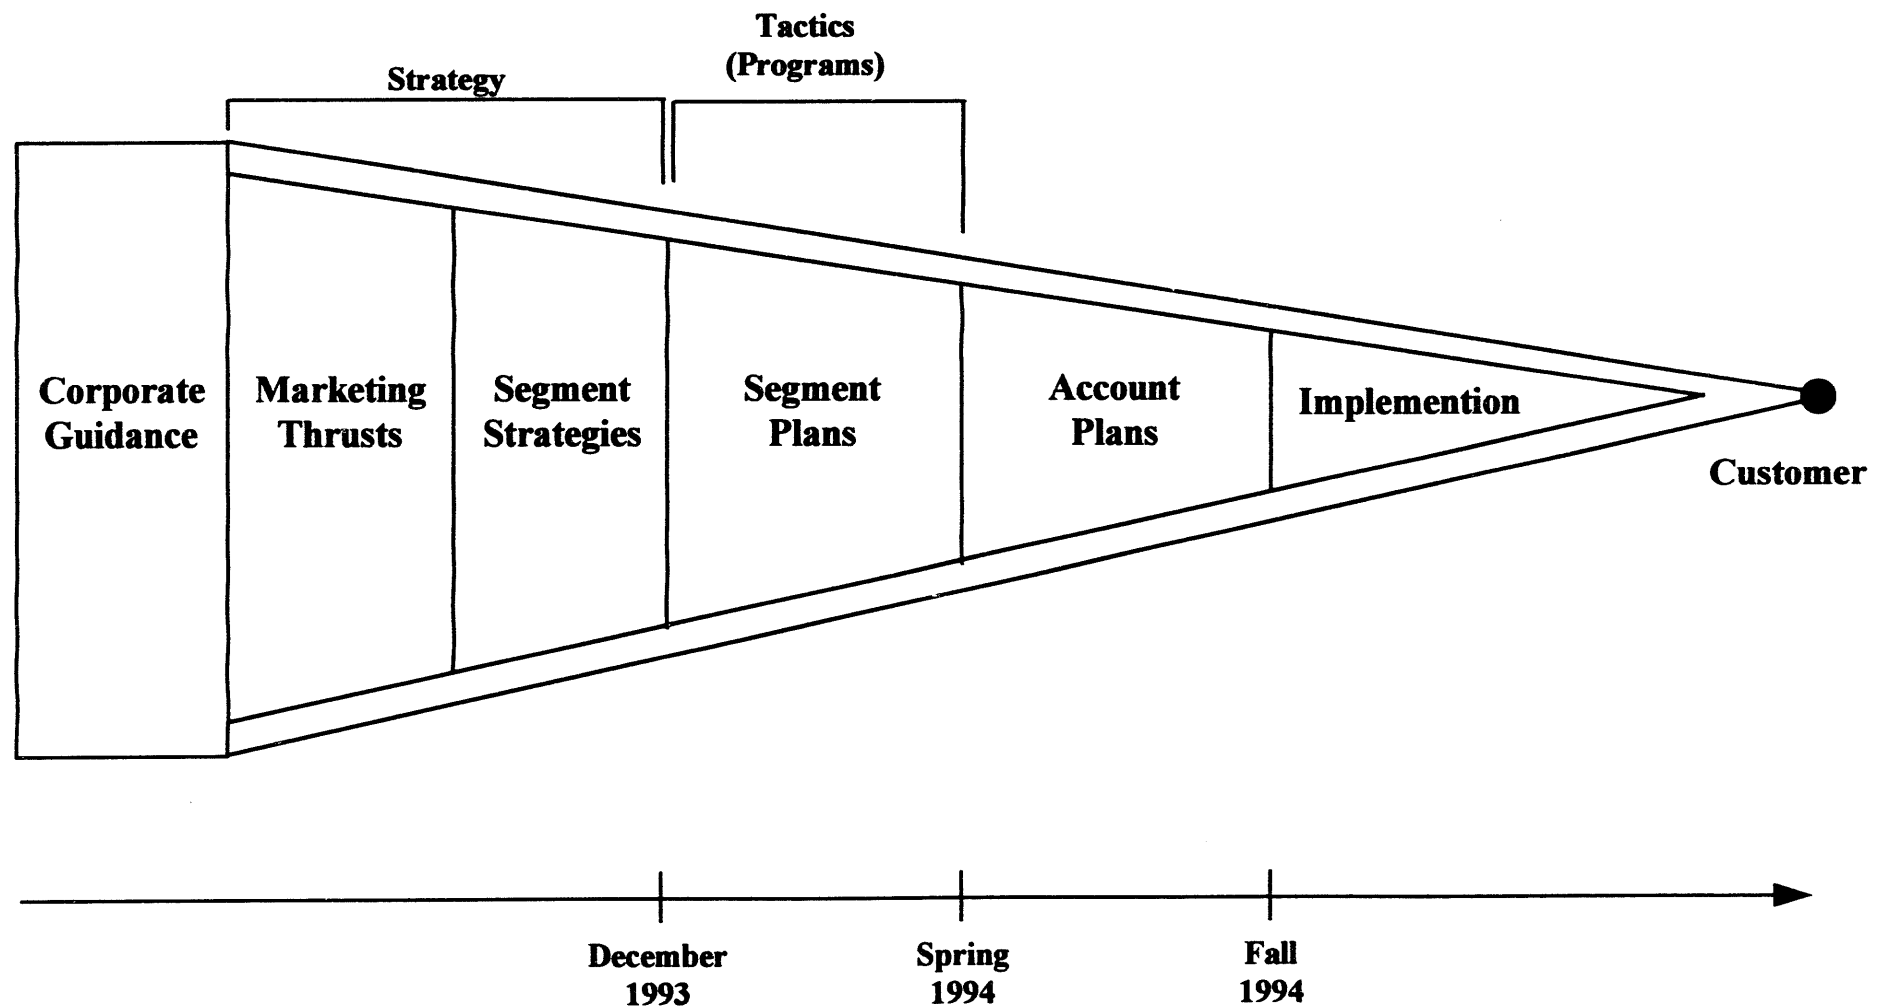 Tactics
(Programs)
Strategy
Corporate
Guidance
Marketing
Thrusts
Segment
Strategies
Segment
Plans
Account
Plans
Implemention
Customer
December
1993
Spring
1994
Fall
1994